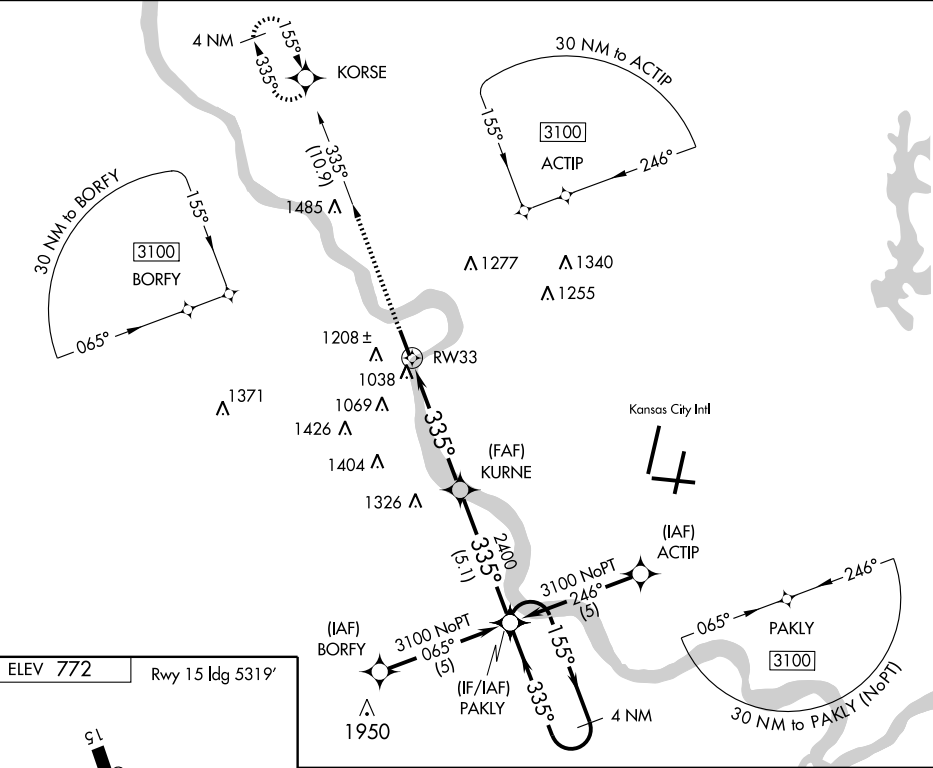 4 NM
155°
335°
KORSE
30 NM to ACTIP
155°
3100
ACTIP
246°
335°
(10.9)
30 NM to BORFY
155°
3100
BORFY
065°
1485
1277
1340
1255
1208 ±
RW33
1038
1371
1069
1426
335°
Kansas City Intl
1404
(FAF)
KURNE
1326
2400
335°
(5.1)
(IAF)
ACTIP
3100 NoPT
246°
(5)
246°
065°
PAKLY
3100
30 NM to PAKLY (NoPT)
(IAF)
BORFY
3100 NoPT
065°
(5)
155°
335°
(IF/IAF)
PAKLY
4 NM
1950
ELEV 772
Rwy 15 ldg 5319'
15